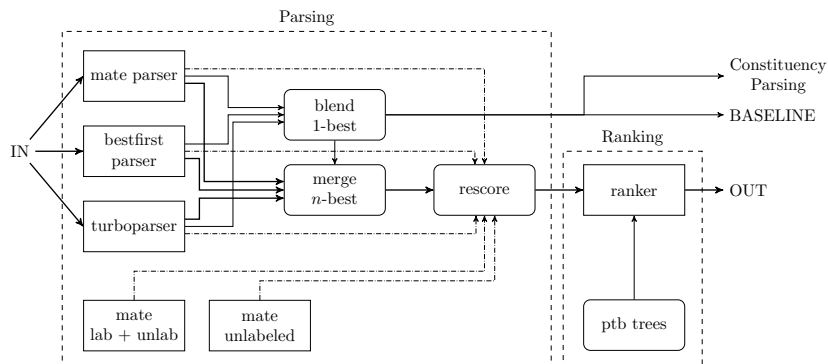 Parsing
mate parser
Constituency
Parsing
blend
1-best
BASELINE
IN
bestfirst
parser
Ranking
merge
n-best
rescore
ranker
OUT
turboparser
mate
lab + unlab
mate
unlabeled
ptb trees